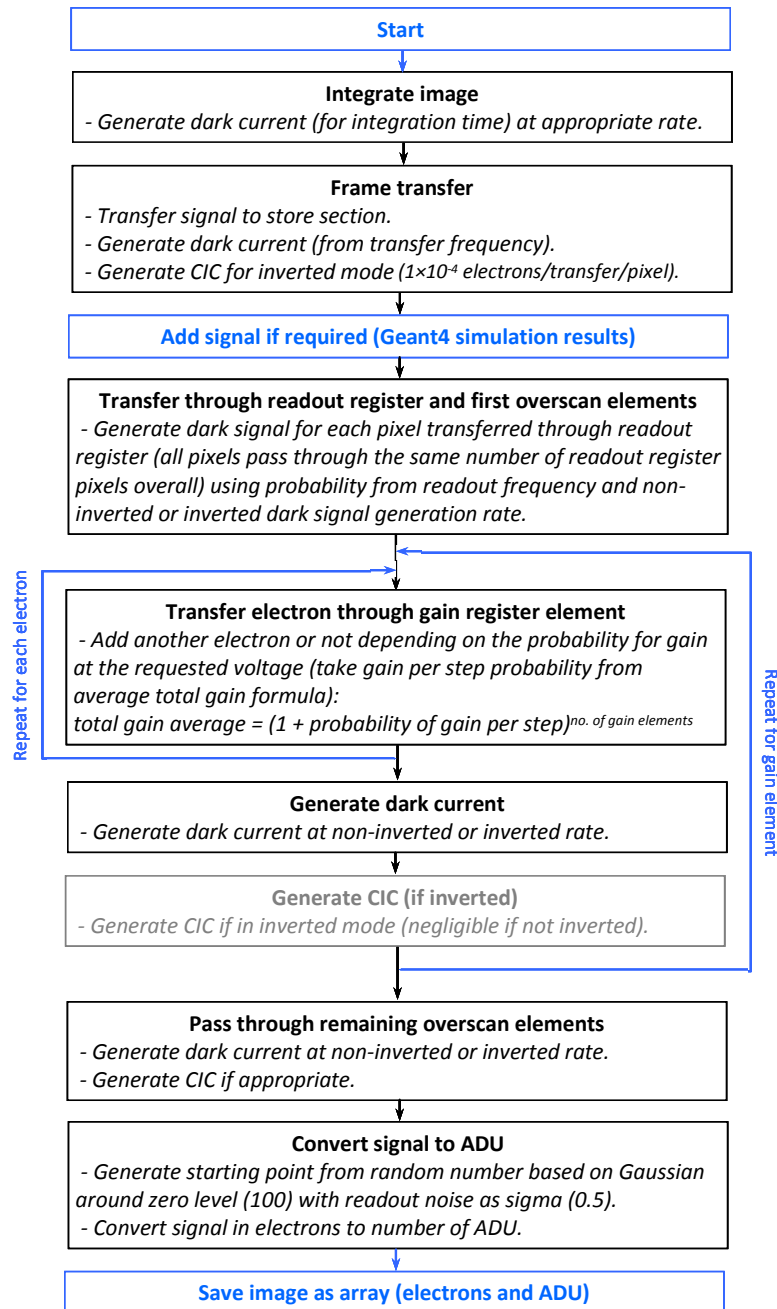 Start
Integrate image
- Generate dark current (for integration time) at appropriate rate.
Frame transfer
- Transfer signal to store section.
- Generate dark current (from transfer frequency).
- Generate CIC for inverted mode (1×10⁻⁴ electrons/transfer/pixel).
Add signal if required (Geant4 simulation results)
Transfer through readout register and first overscan elements
- Generate dark signal for each pixel transferred through readout
register (all pixels pass through the same number of readout register
pixels overall) using probability from readout frequency and non-
inverted or inverted dark signal generation rate.
Repeat for each electron
Transfer electron through gain register element
- Add another electron or not depending on the probability for gain
at the requested voltage (take gain per step probability from
average total gain formula):
total gain average = (1 + probability of gain per step)^no. of gain elements
Repeat for gain element
Generate dark current
- Generate dark current at non-inverted or inverted rate.
Generate CIC (if inverted)
- Generate CIC if in inverted mode (negligible if not inverted).
Pass through remaining overscan elements
- Generate dark current at non-inverted or inverted rate.
- Generate CIC if appropriate.
Convert signal to ADU
- Generate starting point from random number based on Gaussian
around zero level (100) with readout noise as sigma (0.5).
- Convert signal in electrons to number of ADU.
Save image as array (electrons and ADU)